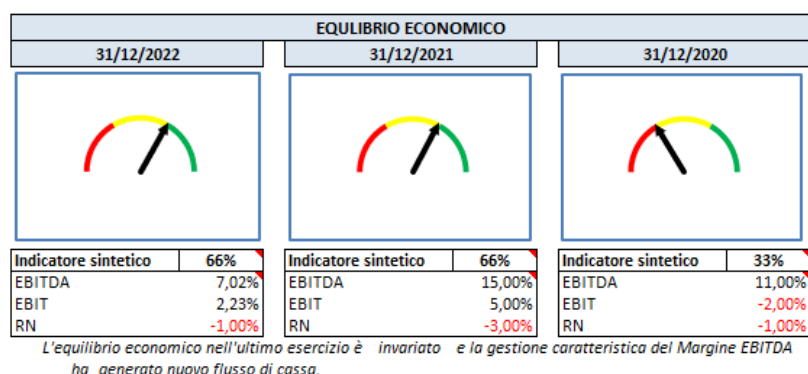 EQULIBRIO ECONOMICO
31/12/2022 31/12/2021 31/12/2020
Indicatore sintetico 66% Indicatore sintetico 66% Indicatore sintetico 33%
EBITDA 7,02% EBITDA 15,00% EBITDA 11,00%
EBIT 2,23% EBIT 5,00% EBIT -2,00%
RN -1,00% RN -3,00% RN -1,00%
L'equilibrio economico nell'ultimo esercizio è invariato e la gestione caratteristica del Margine EBITDA
ha generato nuovo flusso di cassa.